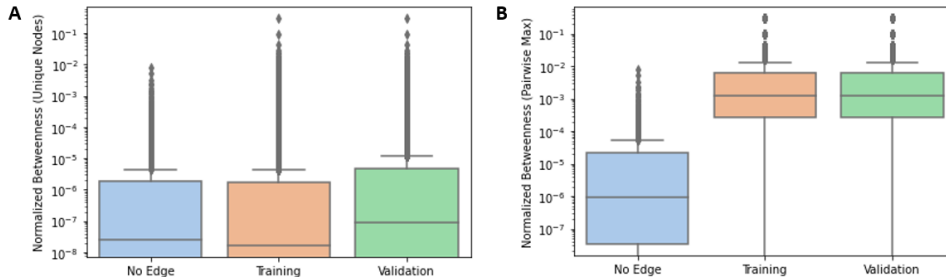 A
Normalized Betweenness (Unique Nodes)
10⁻¹
10⁻²
10⁻³
10⁻⁴
10⁻⁵
10⁻⁶
10⁻⁷
10⁻⁸
No Edge Training Validation
B
Normalized Betweenness (Pairwise Max)
10⁻¹
10⁻²
10⁻³
10⁻⁴
10⁻⁵
10⁻⁶
10⁻⁷
No Edge Training Validation